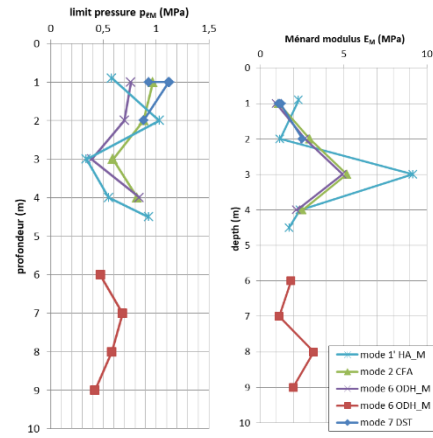 limit pressure pEM (MPa)
0 0,5 1 1,5
0
1
2
3
4
5
6
7
8
9
10
profondeur (m)
Ménard modulus EM (MPa)
0 5 10
0
1
2
3
4
5
6
7
8
9
10
depth (m)
mode 1' HA_M
mode 2 CFA
mode 6 ODH_M
mode 6 ODH_M
mode 7 DST